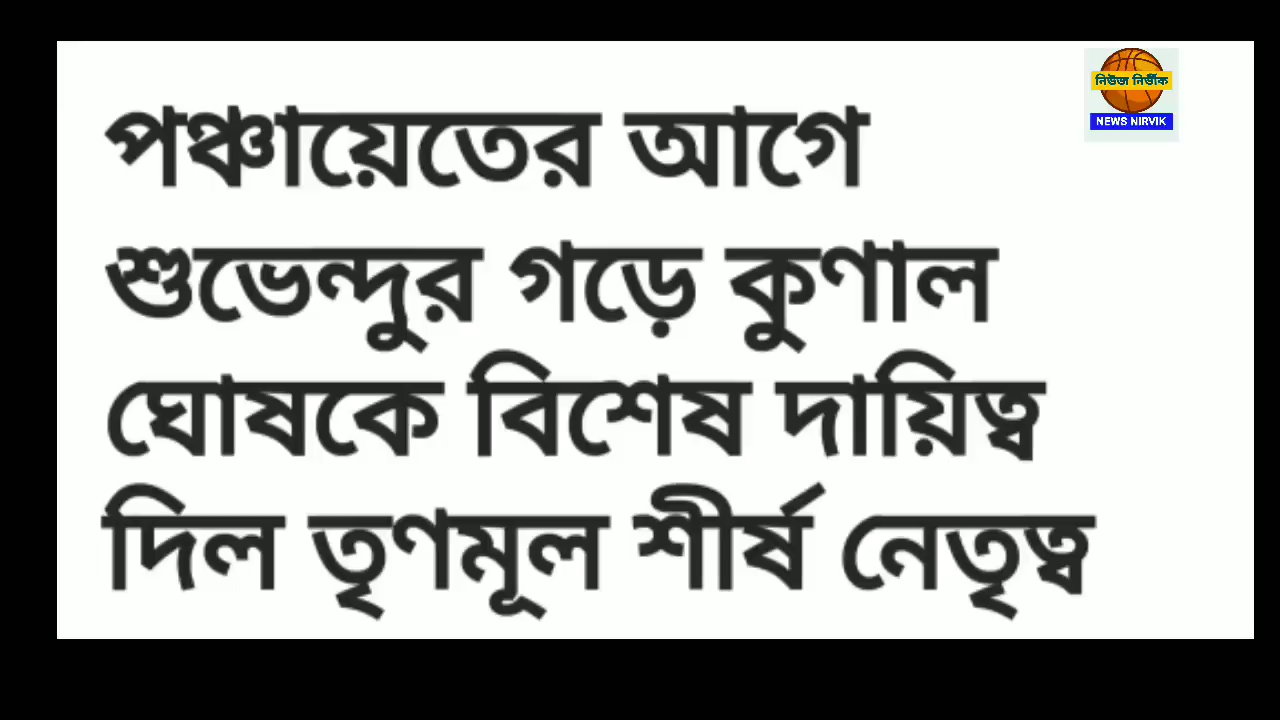 পঞ্চায়েতের আগে
শুভেন্দুর গড়ে কুণাল
ঘোষকে বিশেষ দায়িত্ব
দিল তৃণমূল শীর্ষ নেতৃত্ব
নিউজ নির্ভীক
NEWS NIRVIK